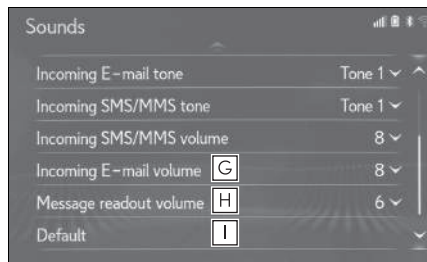 Sounds
Incoming E-mail tone Tone 1
Incoming SMS/MMS tone Tone 1
Incoming SMS/MMS volume 8
Incoming E-mail volume G 8
Message readout volume H 6
Default I